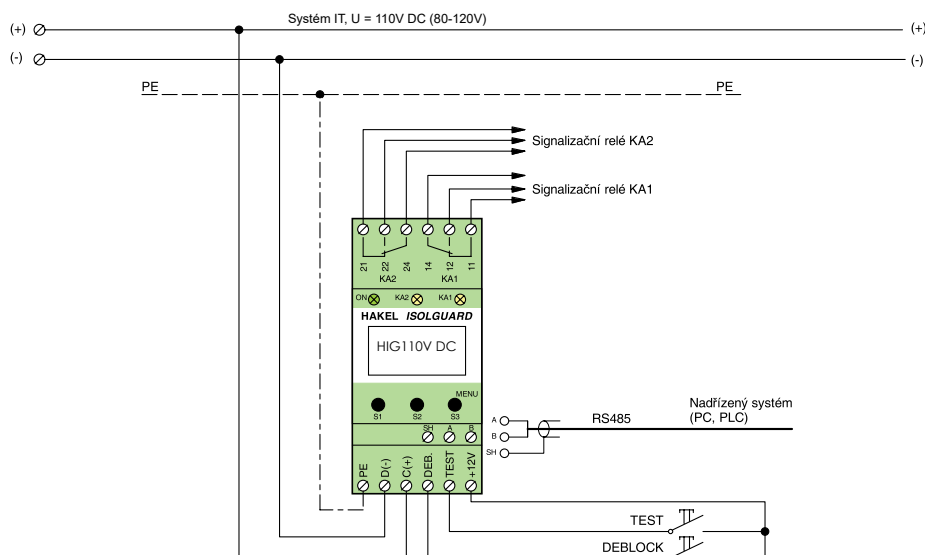 Systém IT, U = 110V DC (80-120V)
(+) (+)
(-) (-)
PE PE
Signalizační relé KA2
Signalizační relé KA1
21 22 24 14 12 11
KA2 KA1
ON KA2 KA1
HAKEL ISOLGUARD
HIG110V DC
MENU
S1 S2 S3
Nadřízený systém
(PC, PLC)
RS485
A
B
SH
SH A B
PE D(-) C(+) DEB. TEST +12V
TEST
DEBLOCK